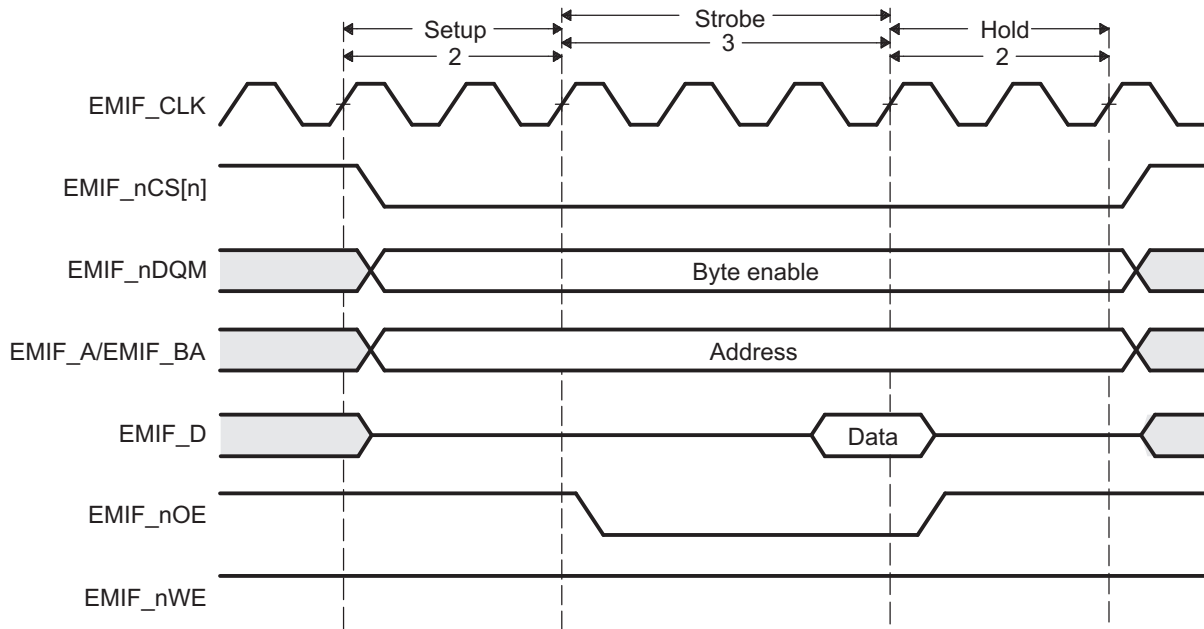 Setup
Strobe
Hold
2
3
2
EMIF_CLK
EMIF_nCS[n]
EMIF_nDQM
Byte enable
EMIF_A/EMIF_BA
Address
EMIF_D
Data
EMIF_nOE
EMIF_nWE